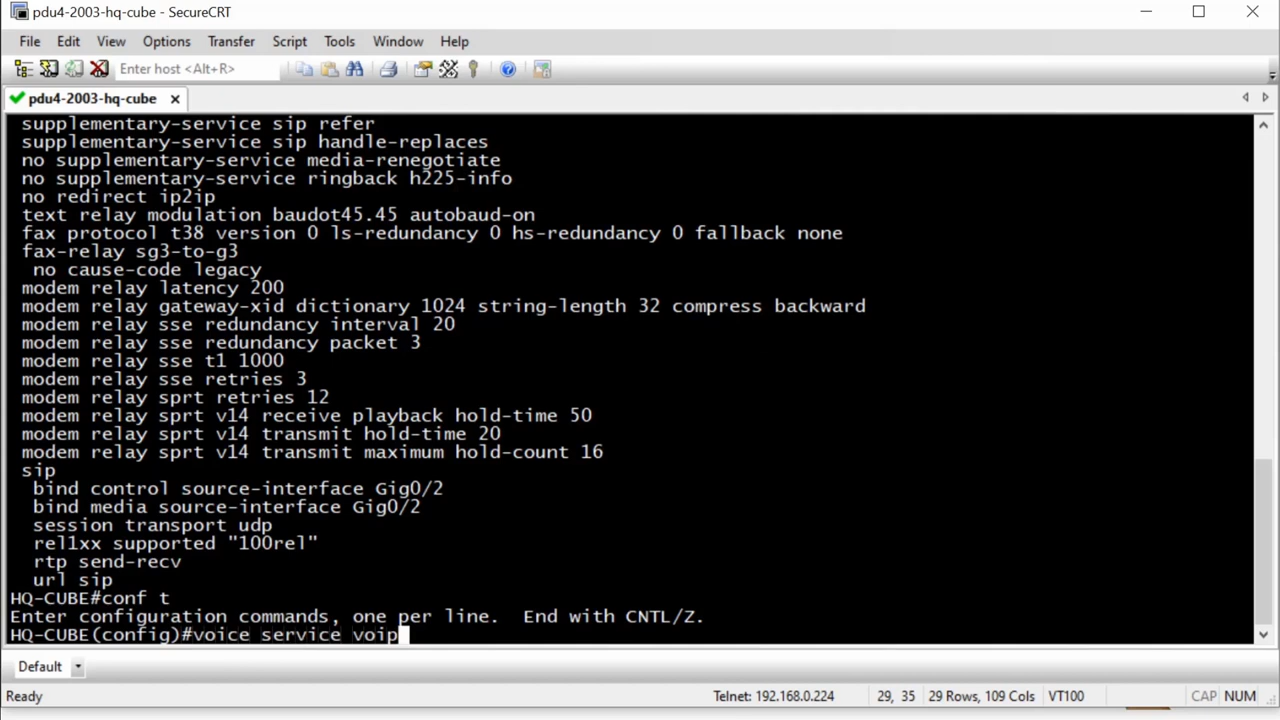 pdu4-2003-hq-cube - SecureCRT
File Edit View Options Transfer Script Tools Window Help
Enter host <Alt+R>
pdu4-2003-hq-cube
supplementary-service sip refer
supplementary-service sip handle-replaces
no supplementary-service media-renegotiate
no supplementary-service ringback h225-info
no redirect ip2ip
text relay modulation baudot45.45 autobaud-on
fax protocol t38 version 0 ls-redundancy 0 hs-redundancy 0 fallback none
fax-relay sg3-to-g3
no cause-code legacy
modem relay latency 200
modem relay gateway-xid dictionary 1024 string-length 32 compress backward
modem relay sse redundancy interval 20
modem relay sse redundancy packet 3
modem relay sse t1 1000
modem relay sse retries 3
modem relay sprt retries 12
modem relay sprt v14 receive playback hold-time 50
modem relay sprt v14 transmit hold-time 20
modem relay sprt v14 transmit maximum hold-count 16
sip
bind control source-interface Gig0/2
bind media source-interface Gig0/2
session transport udp
rel1xx supported "100rel"
rtp send-recv
url sip
HQ-CUBE#conf t
Enter configuration commands, one per line.  End with CNTL/Z.
HQ-CUBE(config)#voice service voip
Default
Ready Telnet: 192.168.0.224 29, 35 29 Rows, 109 Cols VT100 CAP NUM